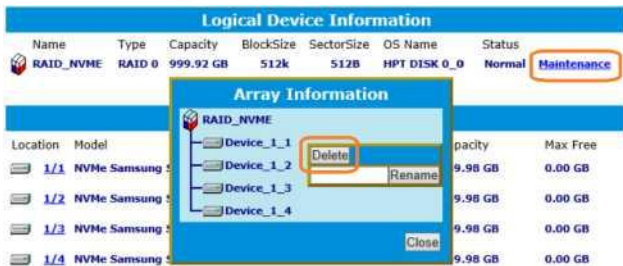 Logical Device Information
Name Type Capacity BlockSize SectorSize OS Name Status
RAID_NVME RAID 0 999.92 GB 512k 512B HPT DISK 0_0 Normal Maintenance
Array Information
RAID_NVME
Device_1_1
Delete
Device_1_2
Rename
Device_1_3
Device_1_4
Close
Location Model pacity Max Free
1/1 NVMe Samsung 9.98 GB 0.00 GB
1/2 NVMe Samsung 9.98 GB 0.00 GB
1/3 NVMe Samsung 9.98 GB 0.00 GB
1/4 NVMe Samsung 9.98 GB 0.00 GB